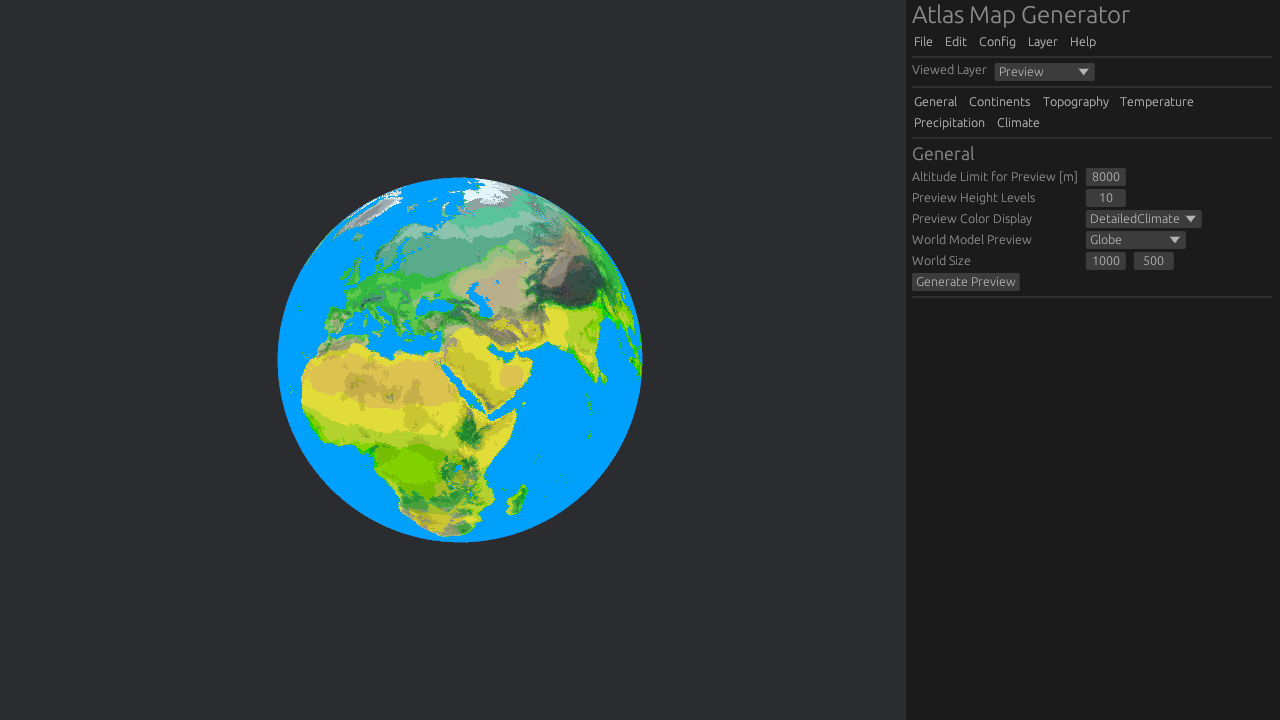 Atlas Map Generator
File Edit Config Layer Help
Viewed Layer Preview
General Continents Topography Temperature
Precipitation Climate
General
Altitude Limit for Preview [m] 8000
Preview Height Levels 10
Preview Color Display DetailedClimate
World Model Preview Globe
World Size 1000 500
Generate Preview